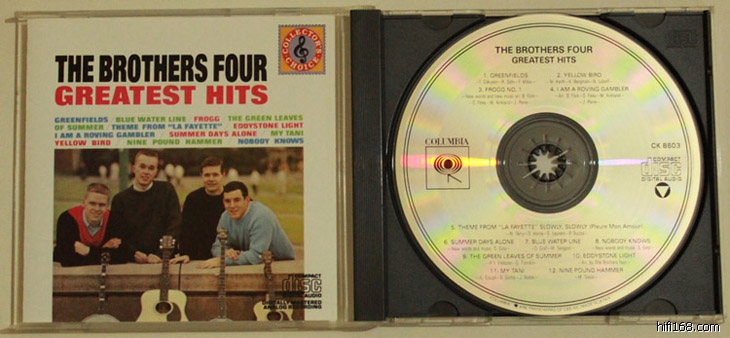 COLLECTOR'S CHOICE
THE BROTHERS FOUR
GREATEST HITS
GREENFIELDS BLUE WATER LINE FROGG THE GREEN LEAVES
OF SUMMER THEME FROM "LA FAYETTE" EDDYSTONE LIGHT
I AM A ROVING GAMBLER SUMMER DAYS ALONE MY TANI
YELLOW BIRD NINE POUND HAMMER NOBODY KNOWS
COMPACT
disc
DIGITAL AUDIO
DIGITALLY MASTERED
ANALOG RECORDING
THE BROTHERS FOUR
GREATEST HITS
1. GREENFIELDS 2. YELLOW BIRD
3. FROGG NO. 1 4. I AM A ROVING GAMBLER
COLUMBIA
CK 8603
COMPACT
disc
DIGITAL AUDIO
5. THEME FROM "LA FAYETTE" SLOWLY, SLOWLY
6. SUMMER DAYS ALONE 7. BLUE WATER LINE 8. NOBODY KNOWS
9. THE GREEN LEAVES OF SUMMER 10. EDDYSTONE LIGHT
11. MY TANI 12. NINE POUND HAMMER
hifi168.com